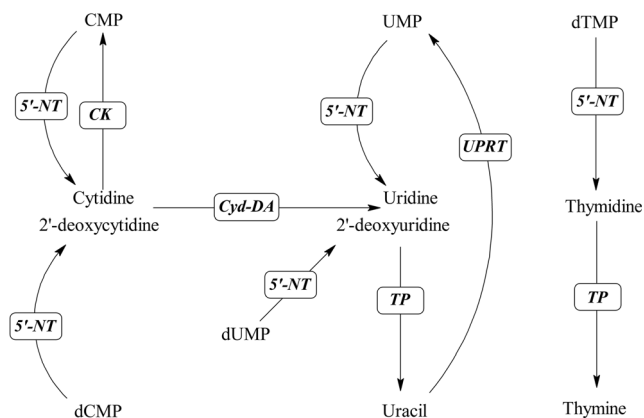 CMP
UMP
dTMP
5'-NT
CK
5'-NT
5'-NT
UPRT
Cytidine
2'-deoxycytidine
Cyd-DA
Uridine
2'-deoxyuridine
Thymidine
5'-NT
5'-NT
TP
TP
dUMP
dCMP
Uracil
Thymine